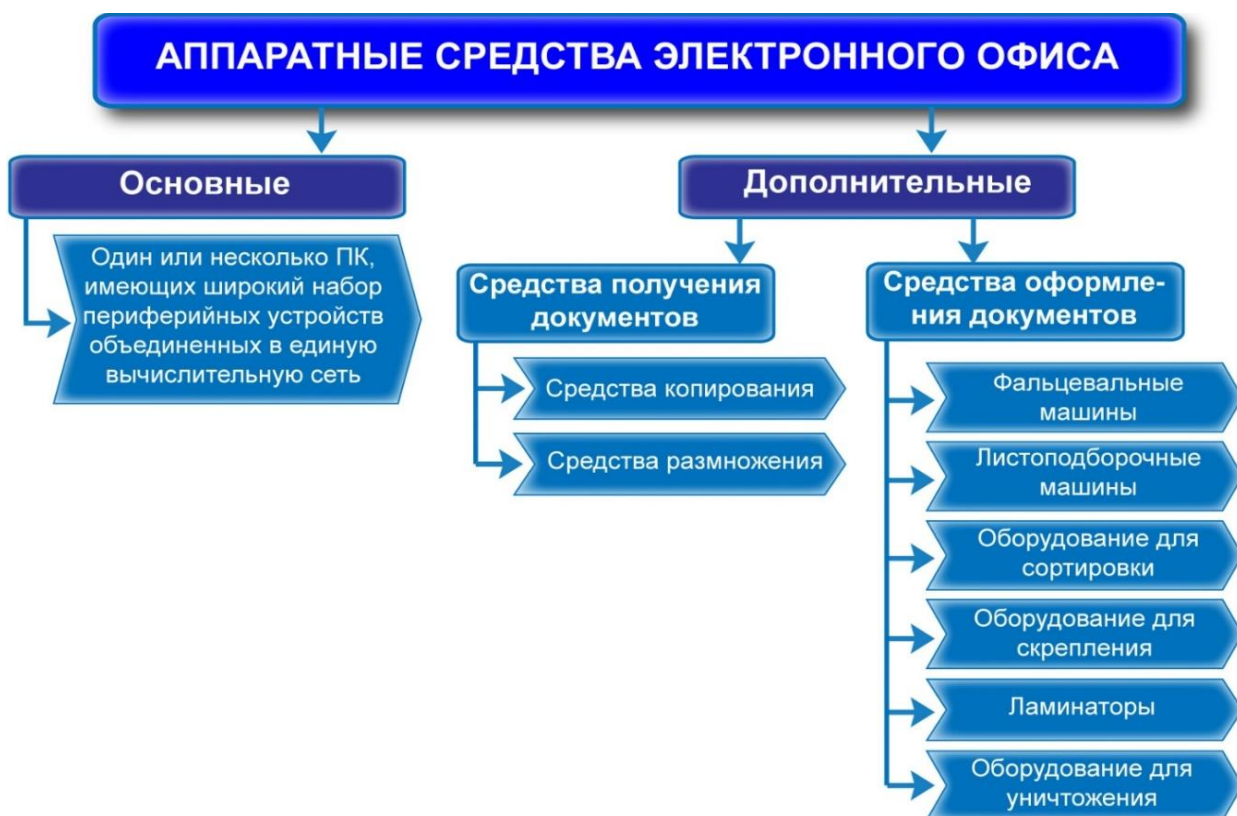 АППАРАТНЫЕ СРЕДСТВА ЭЛЕКТРОННОГО ОФИСА
Основные
Один или несколько ПК,
имеющих широкий набор
периферийных устройств
объединенных в единую
вычислительную сеть
Дополнительные
Средства получения
документов
Средства копирования
Средства размножения
Средства оформле-
ния документов
Фальцевальные
машины
Листоподборочные
машины
Оборудование для
сортировки
Оборудование для
скрепления
Ламинаторы
Оборудование для
уничтожения